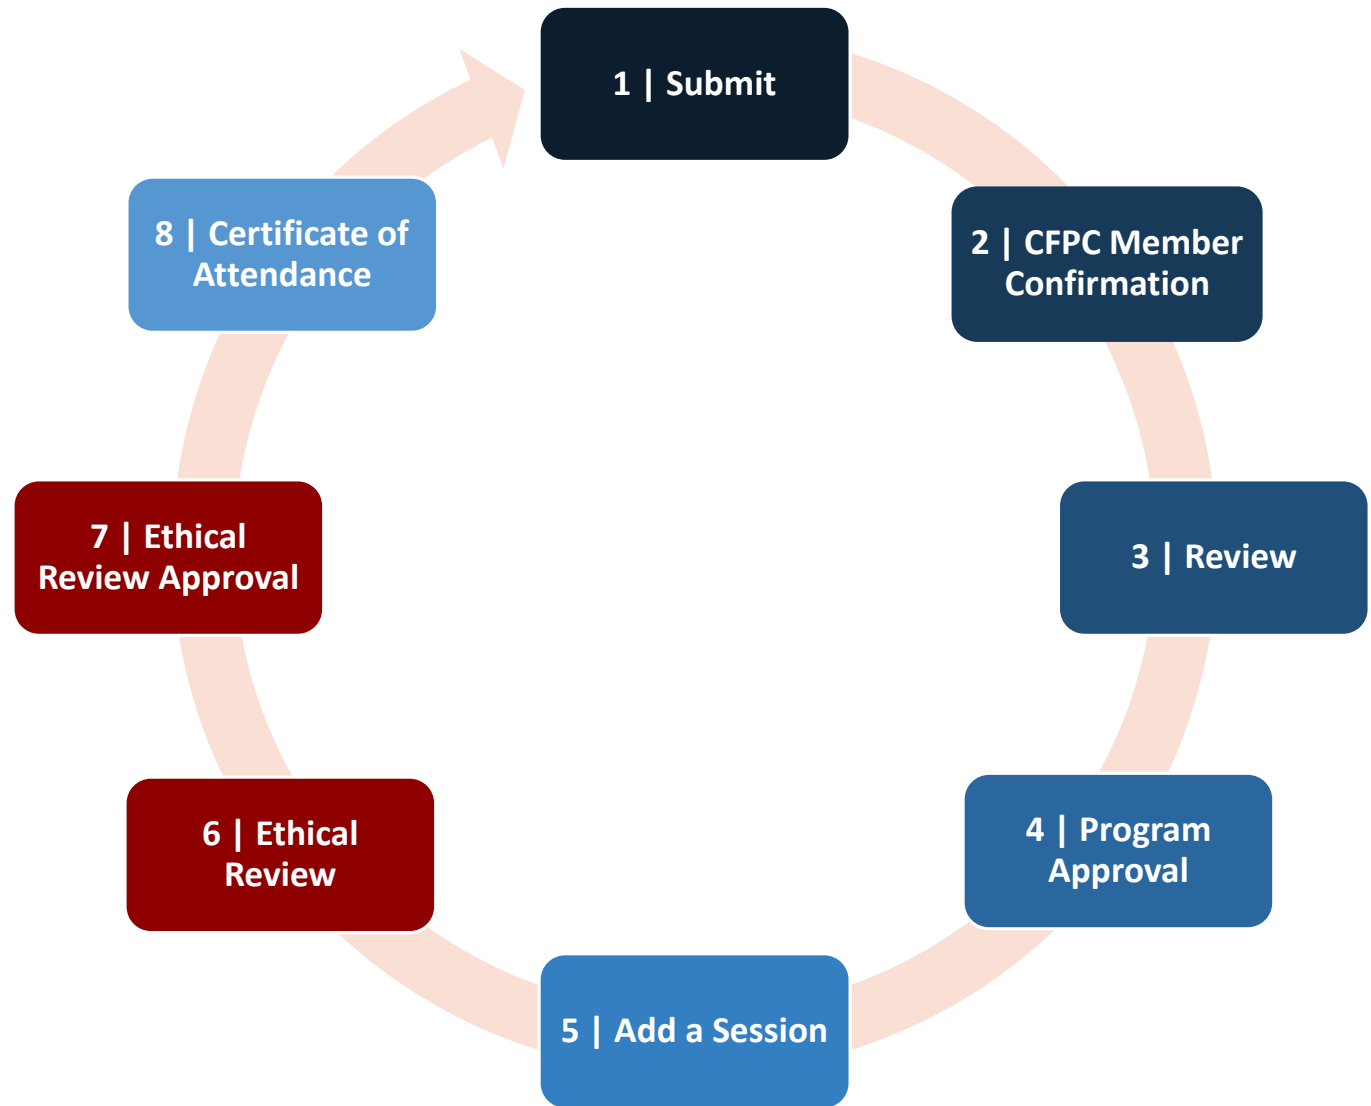 1 | Submit
2 | CFPC Member
Confirmation
3 | Review
4 | Program
Approval
5 | Add a Session
6 | Ethical
Review
7 | Ethical
Review Approval
8 | Certificate of
Attendance